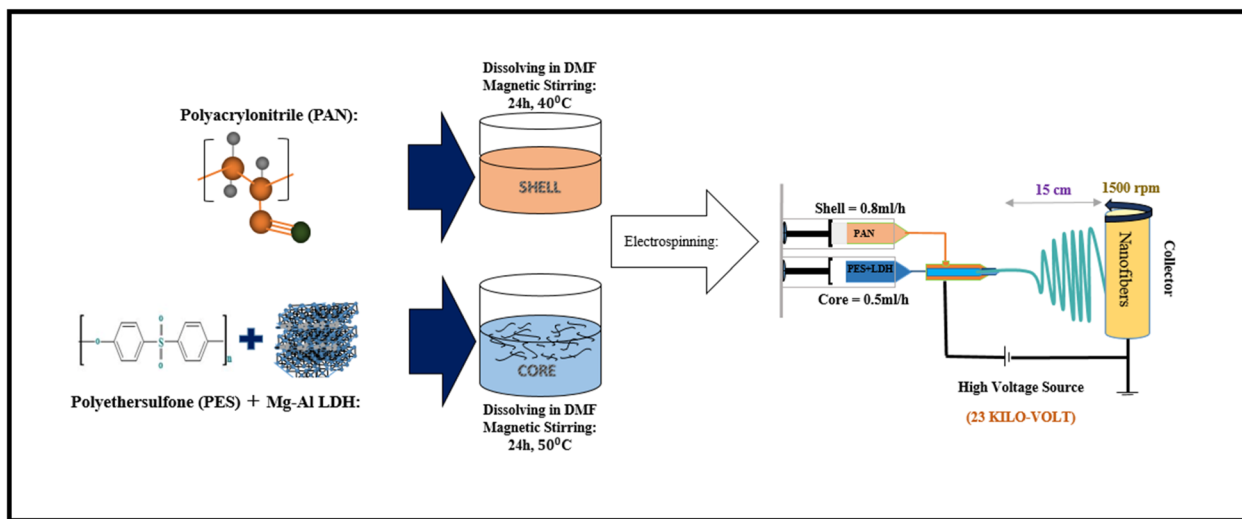 Dissolving in DMF
Magnetic Stirring:
24h, 40⁰C
Polyacrylonitrile (PAN):
SHELL
Electrospinning:
O
O
S
O
O
n
Polyethersulfone (PES) + Mg-Al LDH:
CORE
Dissolving in DMF
Magnetic Stirring:
24h, 50⁰C
Shell = 0.8ml/h
PAN
PES+LDH
Core = 0.5ml/h
15 cm
1500 rpm
Nanofibers
Collector
High Voltage Source
(23 KILO-VOLT)